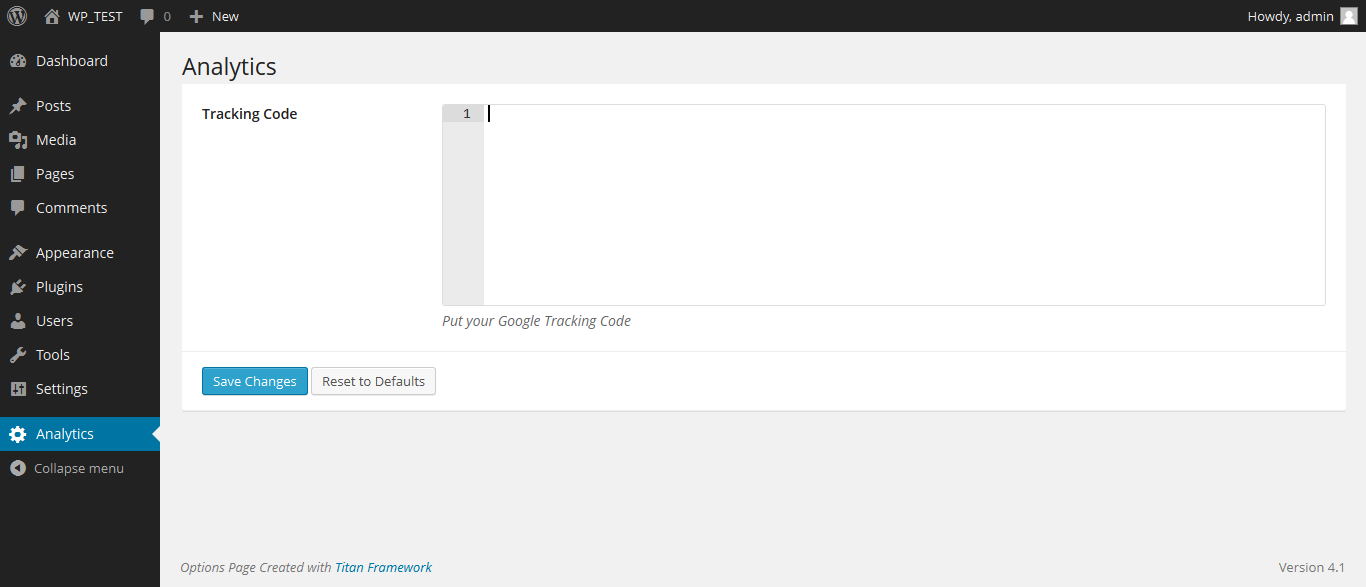 WP_TEST 0 New Howdy, admin
Dashboard
Posts
Media
Pages
Comments
Appearance
Plugins
Users
Tools
Settings
Analytics
Collapse menu
Analytics
Tracking Code 1
Put your Google Tracking Code
Save Changes Reset to Defaults
Options Page Created with Titan Framework Version 4.1